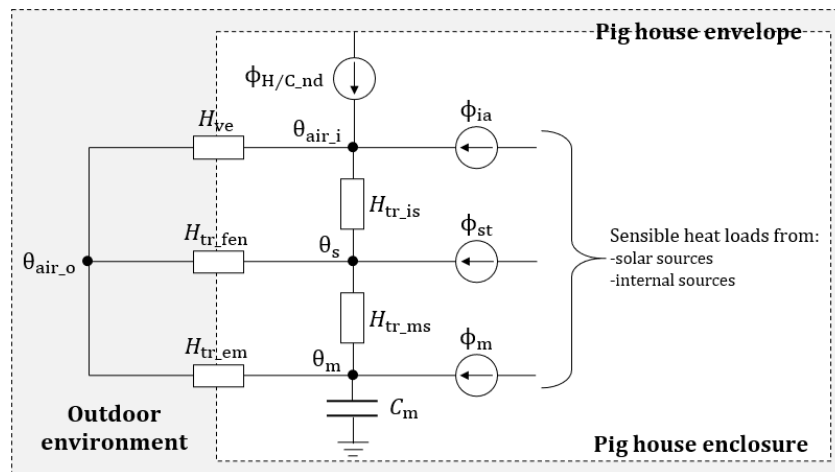 Pig house envelope
ϕH/C_nd
Hve
θair_i
ϕia
Htr_is
Htr_fen
θs
ϕst
Sensible heat loads from:
-solar sources
-internal sources
θair_o
Htr_ms
Htr_em
θm
ϕm
Cm
Outdoor
environment
Pig house enclosure